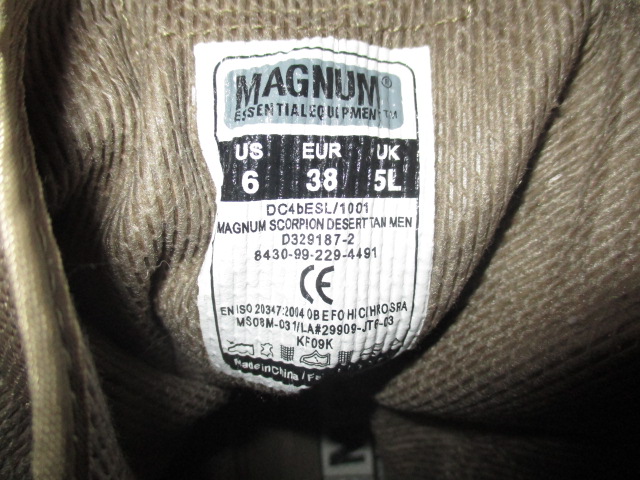 MAGNUM®
ESSENTIAL EQUIPMENT™
US EUR UK
6 38 5L
DC4bESL/1001
MAGNUM SCORPION DESERT TAN MEN
D329187-2
8430-99-229-4491
CE
EN ISO 20347:2004 OB E FO HI CI HRO SRA
MS08M-031/LA#29909-JT6-03
KF09K
Made in China /